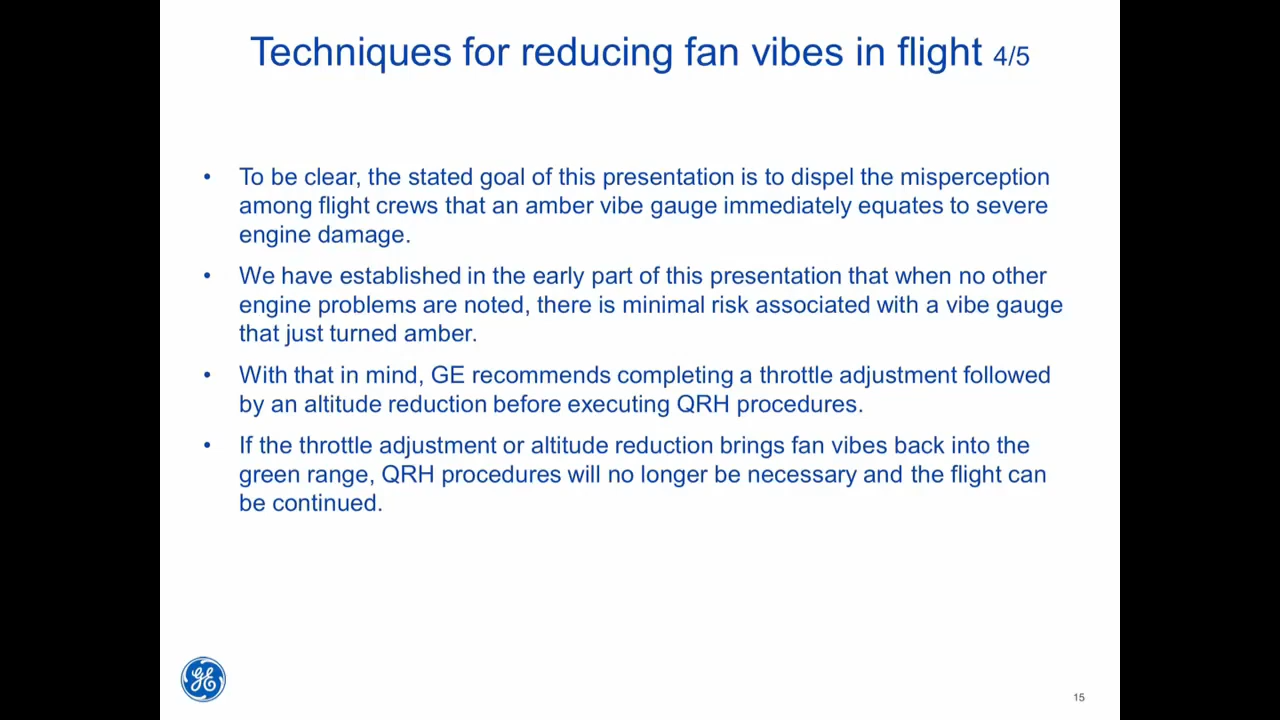 Techniques for reducing fan vibes in flight 4/5
• To be clear, the stated goal of this presentation is to dispel the misperception
among flight crews that an amber vibe gauge immediately equates to severe
engine damage.
• We have established in the early part of this presentation that when no other
engine problems are noted, there is minimal risk associated with a vibe gauge
that just turned amber.
• With that in mind, GE recommends completing a throttle adjustment followed
by an altitude reduction before executing QRH procedures.
• If the throttle adjustment or altitude reduction brings fan vibes back into the
green range, QRH procedures will no longer be necessary and the flight can
be continued.
GE
15